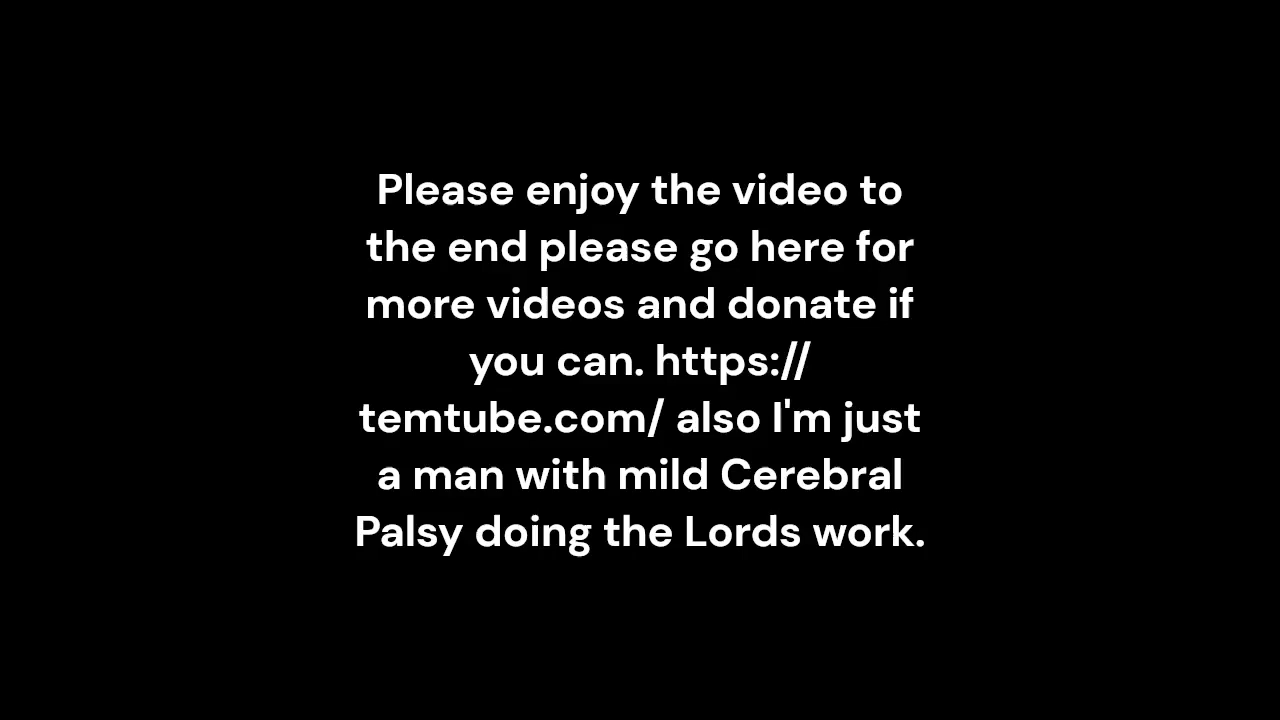 Please enjoy the video to
the end please go here for
more videos and donate if
you can. https://
temtube.com/ also I'm just
a man with mild Cerebral
Palsy doing the Lords work.